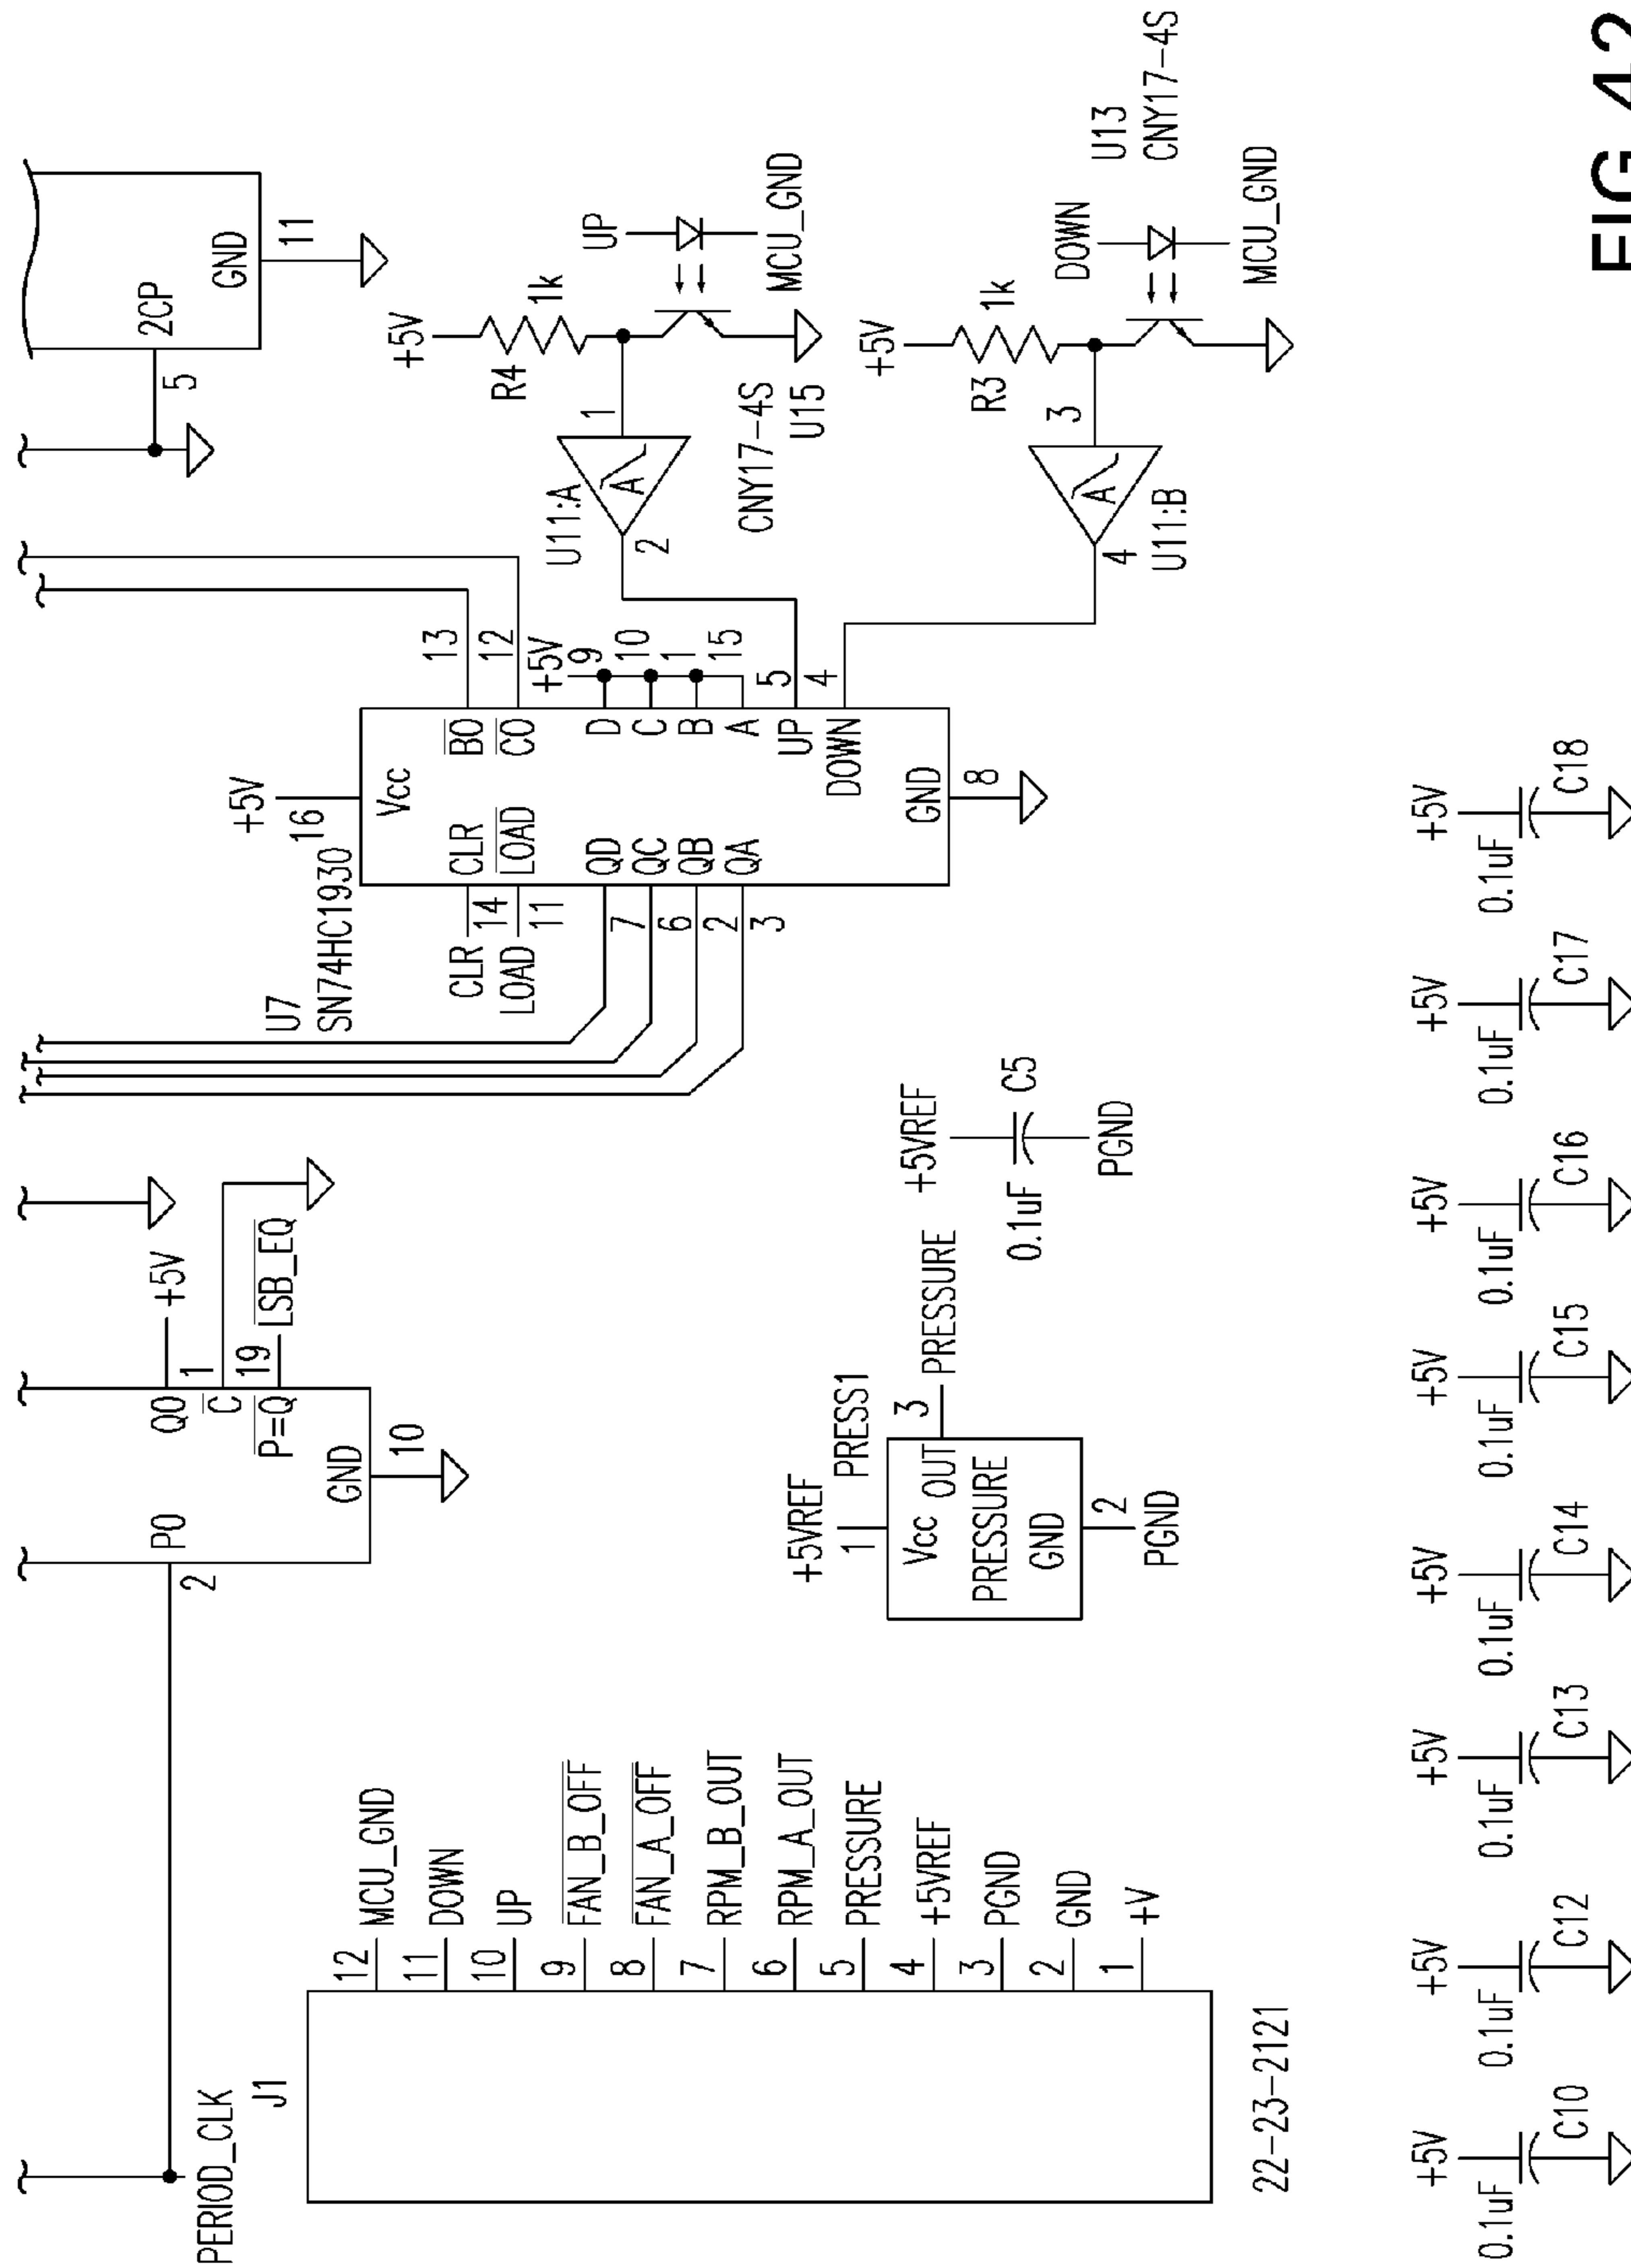 PERIOD_CLK
P0
2
Q0
+5V
C
1
P=Q
19
LSB_EQ
GND
10
2CP
5
GND
11
J1
12 MCU_GND
11 DOWN
10 UP
9 FAN_B_OFF
8 FAN_A_OFF
7 RPM_B_OUT
6 RPM_A_OUT
5 PRESSURE
4 +5VREF
3 PGND
2 GND
1 +V
22-23-2121
+5VREF
1
PRESS1
Vcc
OUT
3
PRESSURE
PRESSURE
GND
2
PGND
+5VREF
0.1uF
C5
PGND
U7
SN74HC1930
+5V
16
Vcc
CLR
14
CLR
LOAD
11
LOAD
QD
7
QC
6
QB
2
QA
3
BO
13
CO
12
+5V
D
9
C
10
B
1
A
15
UP
5
DOWN
4
GND
8
U11:A
A
2
1
+5V
R4
1k
UP
MCU_GND
CNY17-4S
U15
U11:B
A
4
3
+5V
R3
1k
DOWN
MCU_GND
U13
CNY17-4S
+5V
0.1uF
C10
+5V
0.1uF
C12
+5V
0.1uF
C13
+5V
0.1uF
C14
+5V
0.1uF
C15
+5V
0.1uF
C16
+5V
0.1uF
C17
+5V
0.1uF
C18
FIG. 42